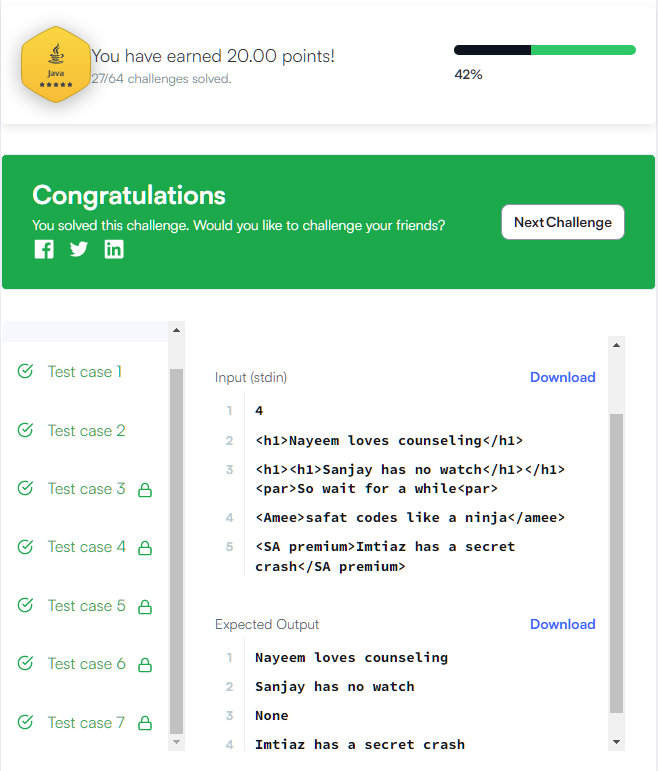 Java
You have earned 20.00 points!
27/64 challenges solved.
42%
Congratulations
You solved this challenge. Would you like to challenge your friends?
Next Challenge
Test case 1
Test case 2
Test case 3
Test case 4
Test case 5
Test case 6
Test case 7
Input (stdin)
Download
1 4
2 <h1>Nayeem loves counseling</h1>
3 <h1><h1>Sanjay has no watch</h1></h1>
<par>So wait for a while<par>
4 <Amee>safat codes like a ninja</amee>
5 <SA premium>Imtiaz has a secret
crash</SA premium>
Expected Output
Download
1 Nayeem loves counseling
2 Sanjay has no watch
3 None
4 Imtiaz has a secret crash